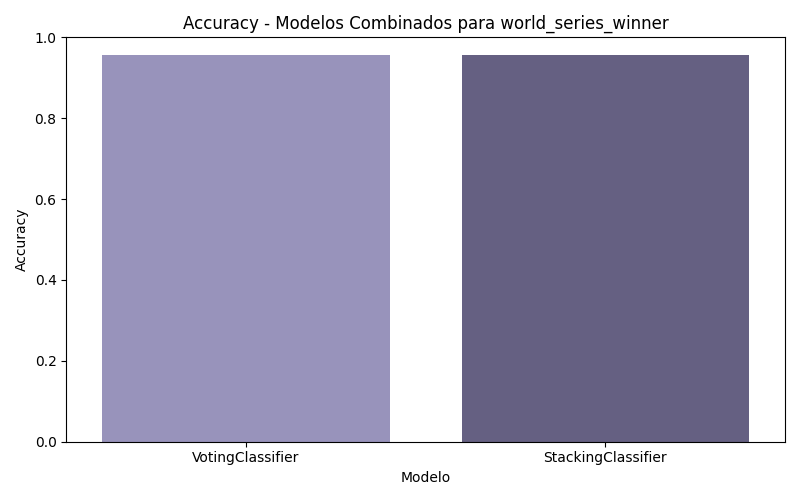 Accuracy - Modelos Combinados para world_series_winner
1.0
0.8
0.6
0.4
0.2
0.0
Accuracy
VotingClassifier
StackingClassifier
Modelo